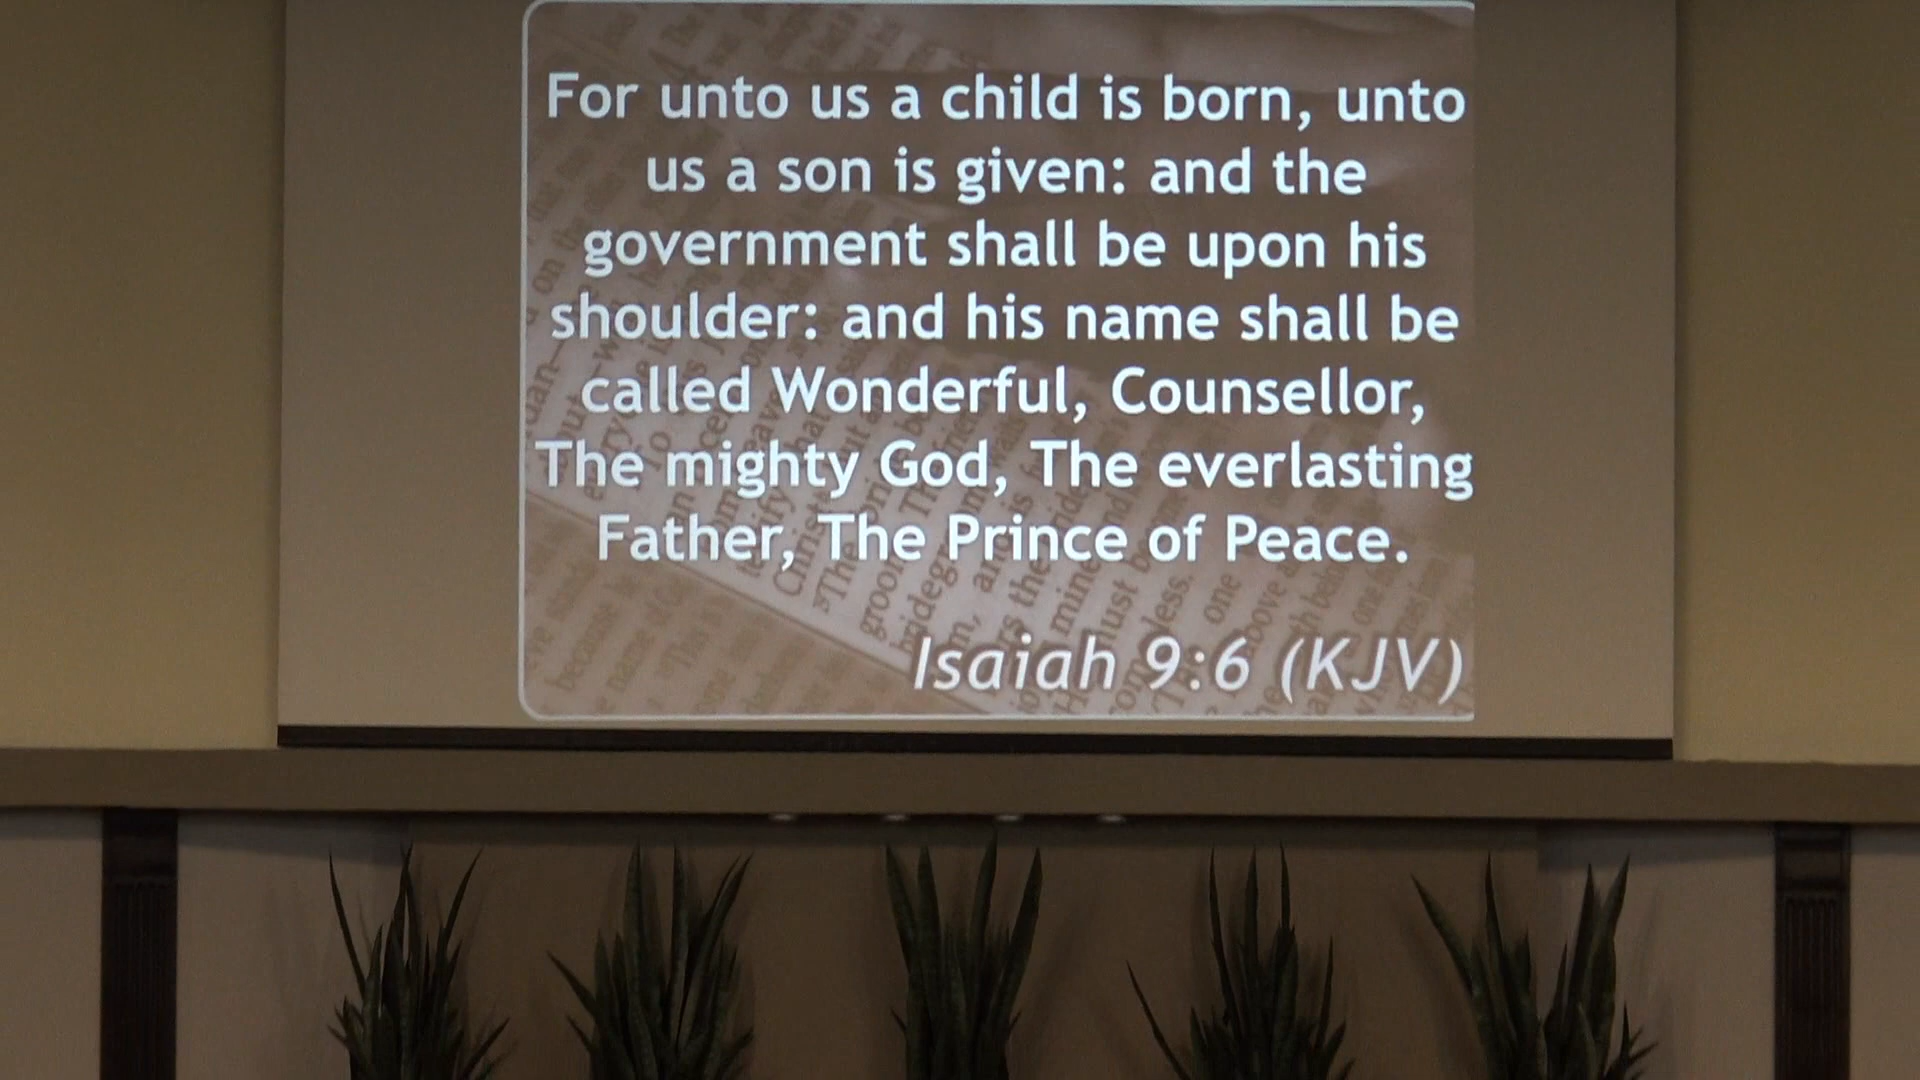 For unto us a child is born, unto
us a son is given: and the
government shall be upon his
shoulder: and his name shall be
called Wonderful, Counsellor,
The mighty God, The everlasting
Father, The Prince of Peace.
Isaiah 9:6 (KJV)